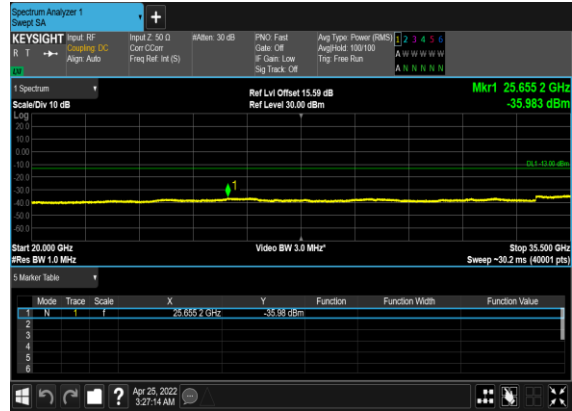 Spectrum Analyzer 1
Swept SA
+
KEYSIGHT Input: RF Input Z: 50 Ω #Atten: 30 dB PNO: Fast Avg Type: Power (RMS) 1 2 3 4 5 6
R T Coupling: DC Corr CCorr Gate: Off Avg|Hold: 100/100 A W W W W W
Align: Auto Freq Ref: Int (S) IF Gain: Low Trig: Free Run
Sig Track: Off A N N N N N
1 Spectrum Ref Lvl Offset 15.59 dB Mkr1 25.655 2 GHz
Scale/Div 10 dB Ref Level 30.00 dBm -35.983 dBm
Log
20.0
10.0
0.00
-10.0 DL1 -13.00 dBm
-20.0
-30.0 1
-40.0
-50.0
-60.0
Start 20.000 GHz Video BW 3.0 MHz* Stop 35.500 GHz
#Res BW 1.0 MHz Sweep ~30.2 ms (40001 pts)
5 Marker Table
Mode Trace Scale X Y Function Function Width Function Value
1 N 1 f 25.655 2 GHz -35.98 dBm
2
3
4
5
6
? Apr 25, 2022
3:27:14 AM